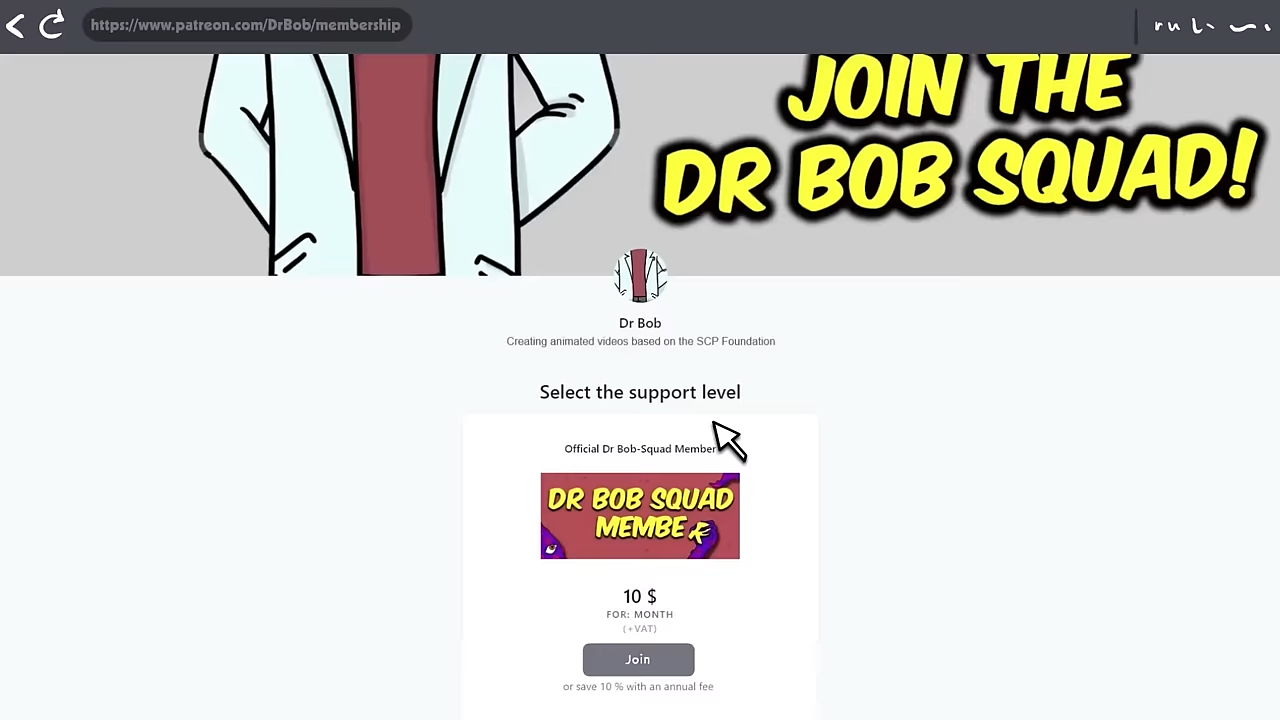 https://www.patreon.com/DrBob/membership
JOIN THE
DR BOB SQUAD!
Dr Bob
Creating animated videos based on the SCP Foundation
Select the support level
Official Dr Bob-Squad Member
DR BOB SQUAD
MEMBER
10 $
FOR: MONTH
(+VAT)
Join
or save 10 % with an annual fee